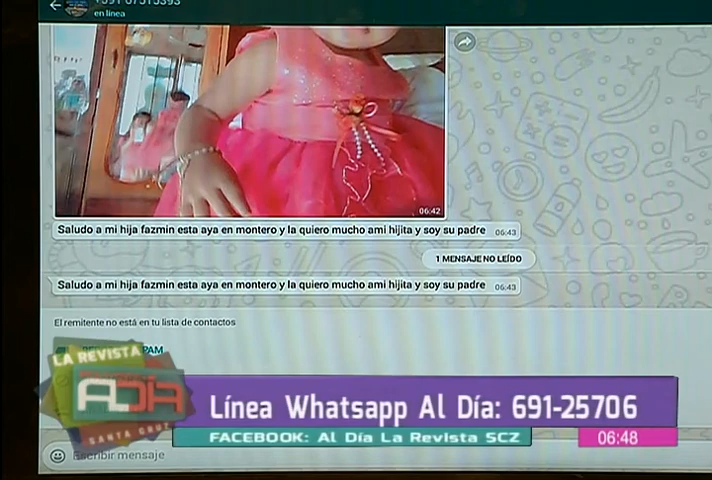 en línea
06:42
Saludo a mi hija fazmin esta aya en montero y la quiero mucho ami hijita y soy su padre 06:43
1 MENSAJE NO LEÍDO
Saludo a mi hija fazmin esta aya en montero y la quiero mucho ami hijita y soy su padre 06:43
El remitente no está en tu lista de contactos
LA REVISTA
AL DÍA
SANTA CRUZ
Línea Whatsapp Al Día: 691-25706
FACEBOOK: Al Día La Revista SCZ
06:48
Escribir mensaje